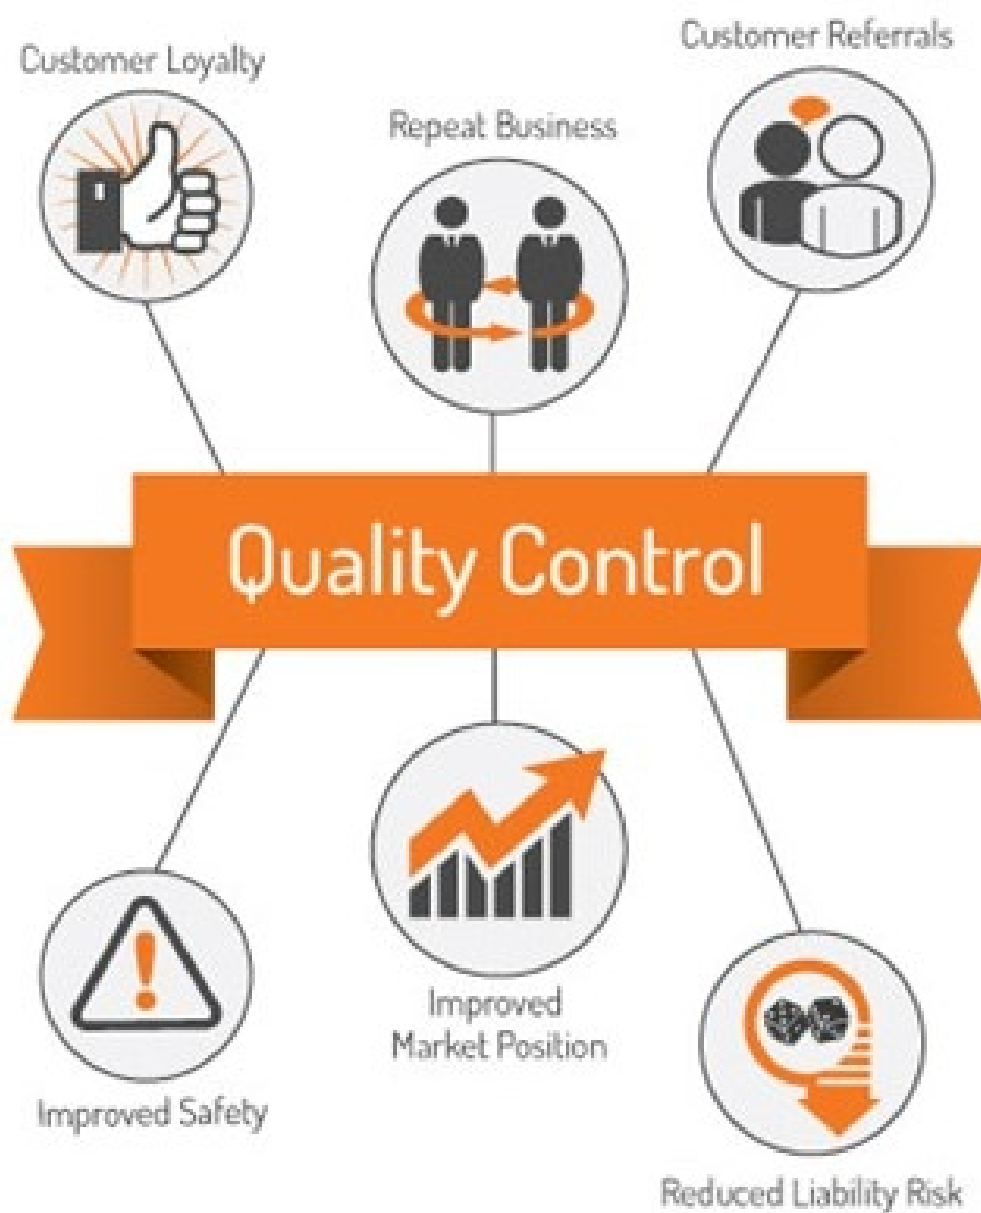 Customer Loyalty
Repeat Business
Customer Referrals
Quality Control
Improved Safety
Improved
Market Position
Reduced Liability Risk